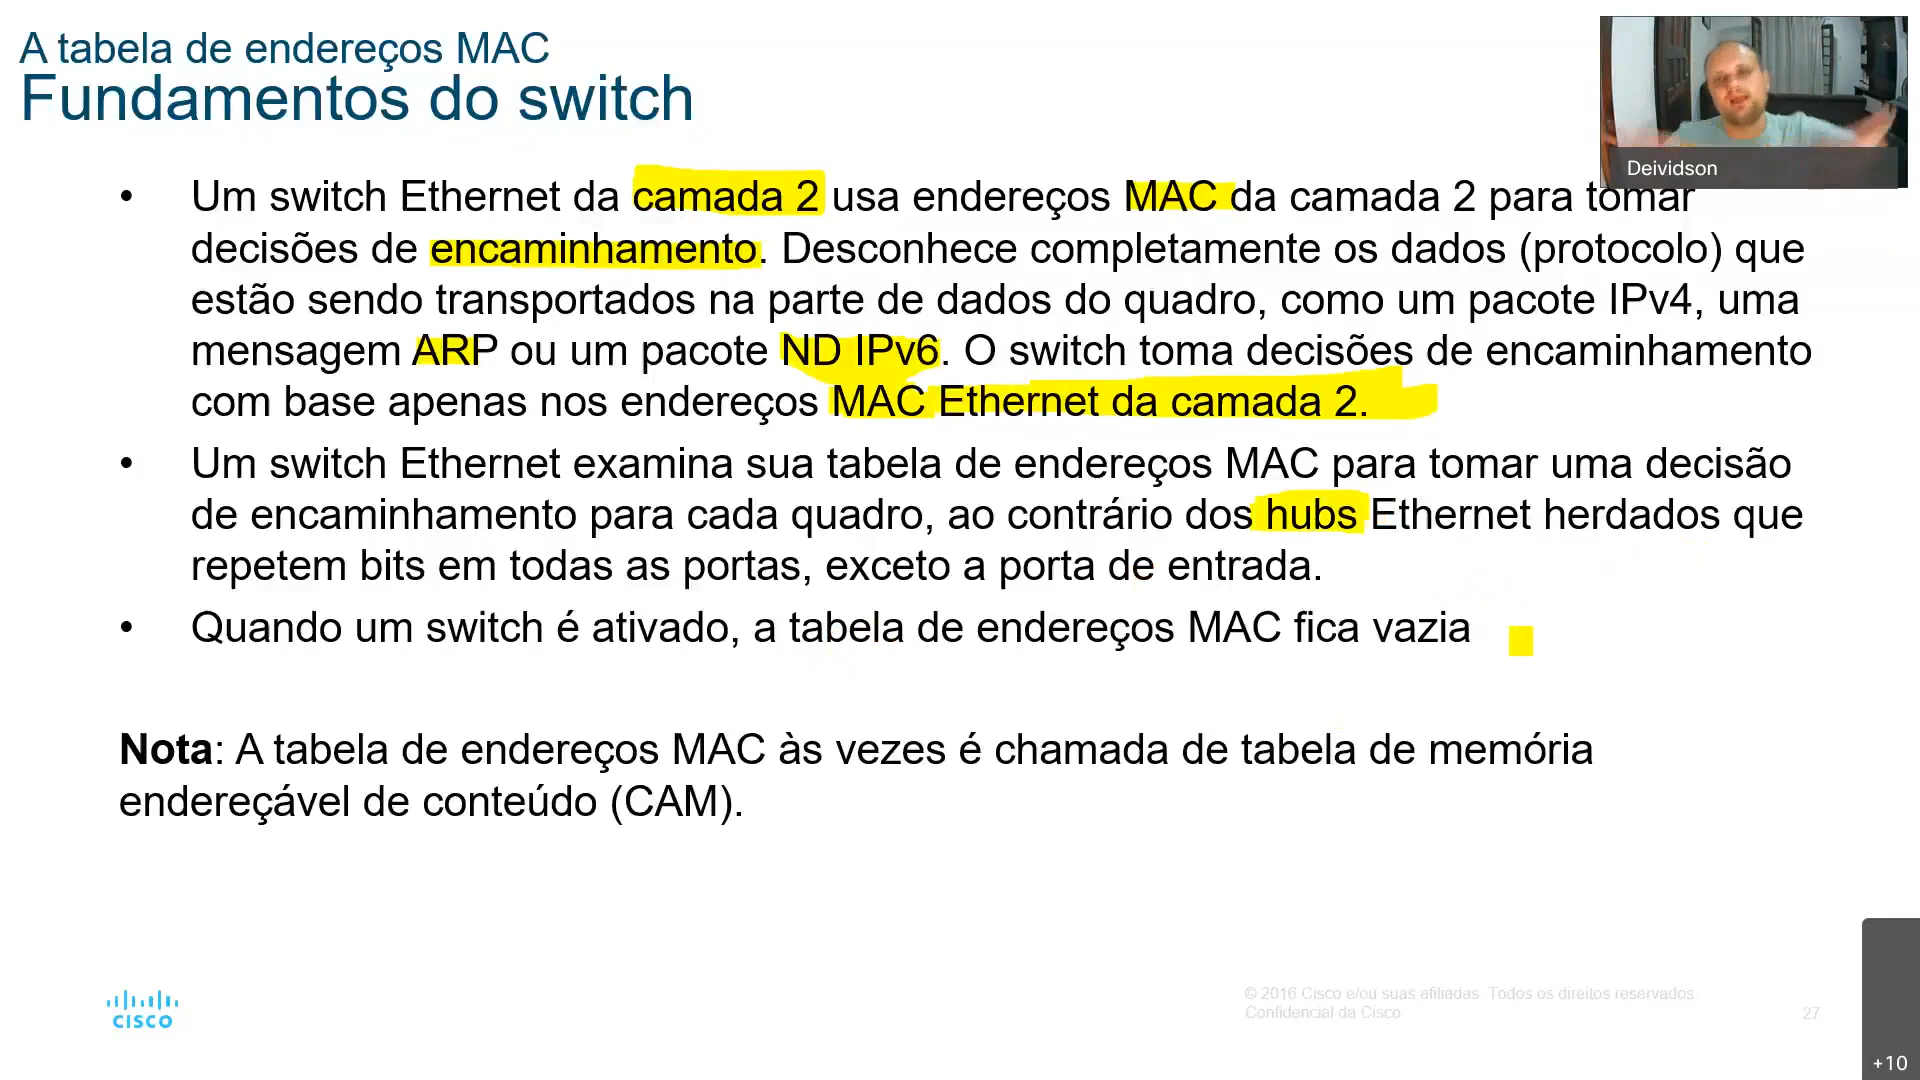 A tabela de endereços MAC
Fundamentos do switch
Deividson
• Um switch Ethernet da camada 2 usa endereços MAC da camada 2 para tomar
decisões de encaminhamento. Desconhece completamente os dados (protocolo) que
estão sendo transportados na parte de dados do quadro, como um pacote IPv4, uma
mensagem ARP ou um pacote ND IPv6. O switch toma decisões de encaminhamento
com base apenas nos endereços MAC Ethernet da camada 2.
• Um switch Ethernet examina sua tabela de endereços MAC para tomar uma decisão
de encaminhamento para cada quadro, ao contrário dos hubs Ethernet herdados que
repetem bits em todas as portas, exceto a porta de entrada.
• Quando um switch é ativado, a tabela de endereços MAC fica vazia
Nota: A tabela de endereços MAC às vezes é chamada de tabela de memória
endereçável de conteúdo (CAM).
CISCO
© 2016 Cisco e/ou suas afiliadas. Todos os direitos reservados.
Confidencial da Cisco
27
+10